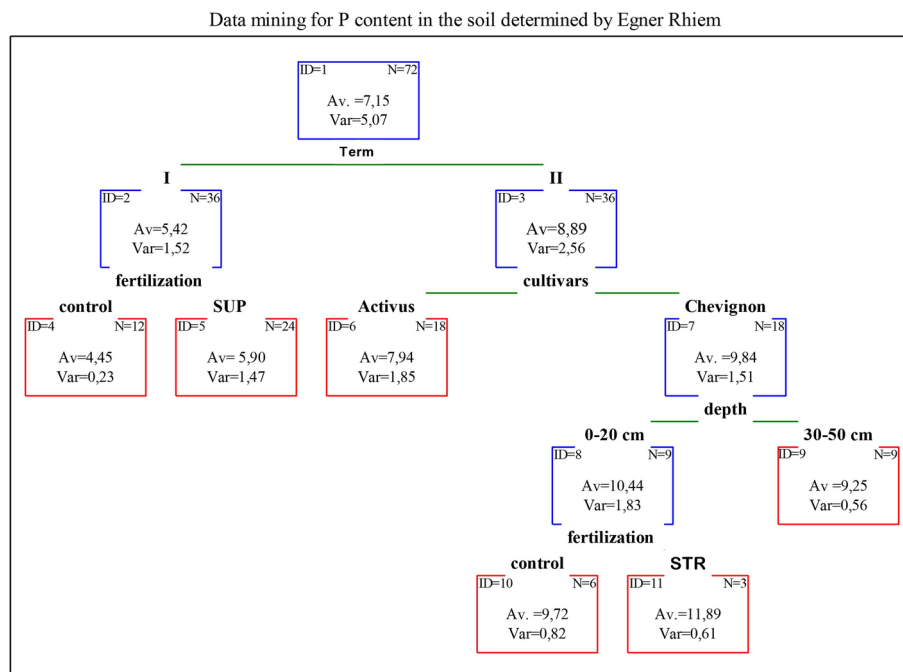 Data mining for P content in the soil determined by Egner Rhiem
ID=1 N=72
Av. =7,15
Var=5,07
Term
I
ID=2 N=36
Av=5,42
Var=1,52
fertilization
II
ID=3 N=36
Av=8,89
Var=2,56
cultivars
control
ID=4 N=12
Av=4,45
Var=0,23
SUP
ID=5 N=24
Av= 5,90
Var=1,47
Activus
ID=6 N=18
Av=7,94
Var=1,85
Chevignon
ID=7 N=18
Av. =9,84
Var=1,51
depth
0-20 cm
ID=8 N=9
Av=10,44
Var=1,83
fertilization
30-50 cm
ID=9 N=9
Av =9,25
Var=0,56
control
ID=10 N=6
Av. =9,72
Var=0,82
STR
ID=11 N=3
Av. =11,89
Var=0,61